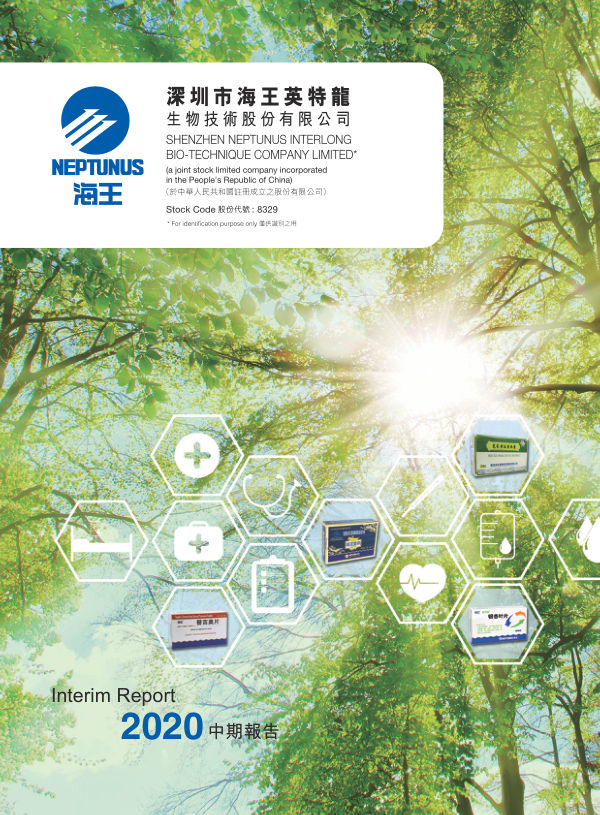 深圳市海王英特龍
生物技術股份有限公司
SHENZHEN NEPTUNUS INTERLONG
BIO-TECHNIQUE COMPANY LIMITED*
(a joint stock limited company incorporated
in the People's Republic of China)
(於中華人民共和國註冊成立之股份有限公司)
Stock Code 股份代號 : 8329
* For identification purpose only 僅供識別之用
NEPTUNUS
海王
Interim Report
2020 中期報告